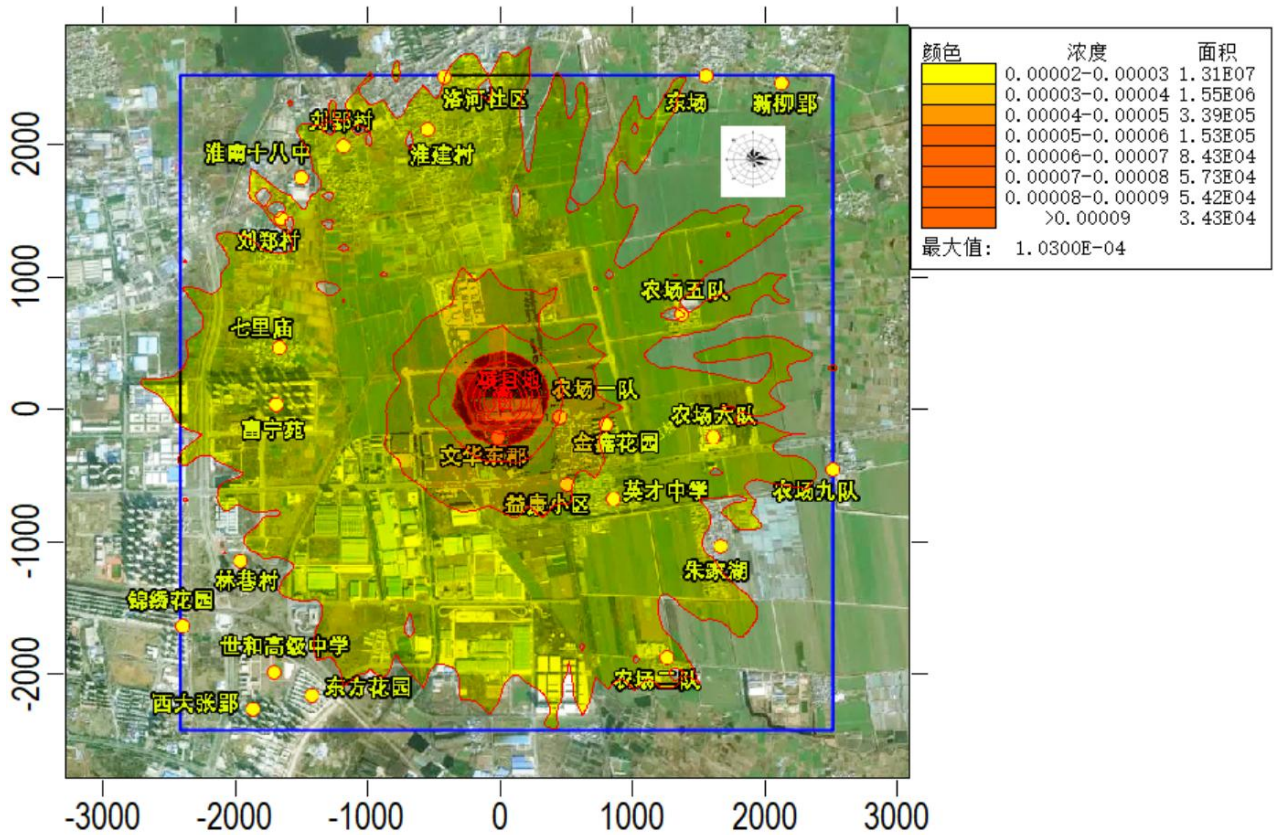 颜色 浓度 面积
0.00002-0.00003 1.31E07
0.00003-0.00004 1.55E06
0.00004-0.00005 3.39E05
0.00005-0.00006 1.53E05
0.00006-0.00007 8.43E04
0.00007-0.00008 5.73E04
0.00008-0.00009 5.42E04
>0.00009 3.43E04
最大值: 1.0300E-04
洛河社区
东场
新柳郢
刘郢村
淮南十八中
淮建村
刘郑村
农场五队
七里庙
项目地
农场一队
富宁苑
农场六队
金鑫花园
文华东郡
益康小区
英才中学
农场九队
朱家湖
林巷村
锦绣花园
世和高级中学
东方花园
农场二队
西大张郢
2000
1000
0
-1000
-2000
-3000 -2000 -1000 0 1000 2000 3000